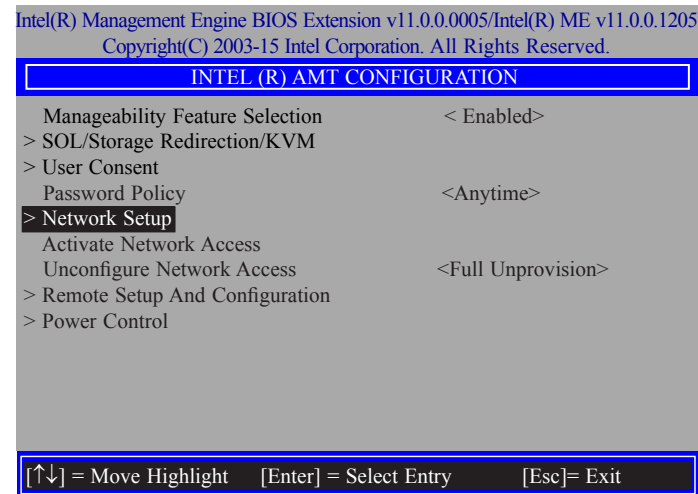 Intel(R) Management Engine BIOS Extension v11.0.0.0005/Intel(R) ME v11.0.0.1205
Copyright(C) 2003-15 Intel Corporation. All Rights Reserved.
INTEL (R) AMT CONFIGURATION
Manageability Feature Selection < Enabled>
> SOL/Storage Redirection/KVM
> User Consent
Password Policy <Anytime>
> Network Setup
Activate Network Access
Unconfigure Network Access <Full Unprovision>
> Remote Setup And Configuration
> Power Control
[↑↓] = Move Highlight [Enter] = Select Entry [Esc]= Exit